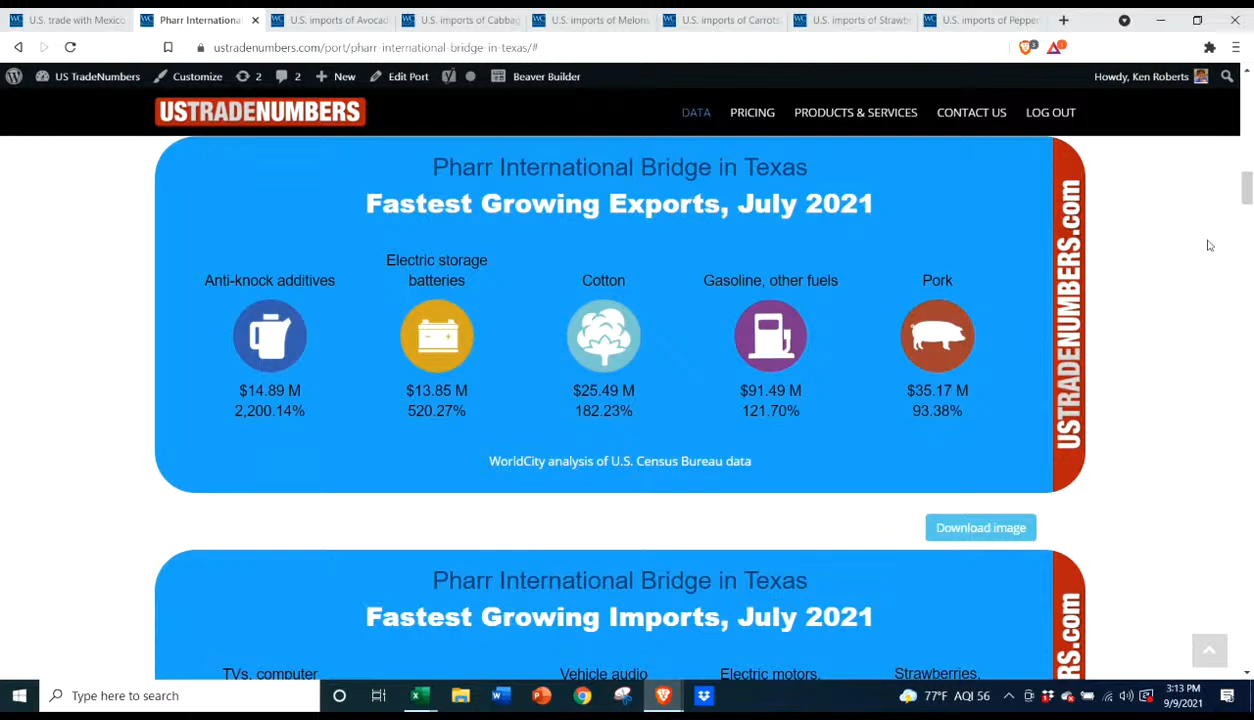 U.S. trade with Mexico
Pharr International
U.S. imports of Avocad
U.S. imports of Cabbag
U.S. imports of Melons
U.S. imports of Carrots
U.S. imports of Strawb
U.S. imports of Pepper
ustradenumbers.com/port/pharr-international-bridge-in-texas/#
US TradeNumbers
Customize
2
2
New
Edit Port
Beaver Builder
Howdy, Ken Roberts
USTRADENUMBERS
DATA
PRICING
PRODUCTS & SERVICES
CONTACT US
LOG OUT
Pharr International Bridge in Texas
Fastest Growing Exports, July 2021
Anti-knock additives
Electric storage
batteries
Cotton
Gasoline, other fuels
Pork
$14.89 M
$13.85 M
$25.49 M
$91.49 M
$35.17 M
2,200.14%
520.27%
182.23%
121.70%
93.38%
WorldCity analysis of U.S. Census Bureau data
USTRADENUMBERS.com
Download image
Pharr International Bridge in Texas
Fastest Growing Imports, July 2021
TVs, computer
Vehicle audio
Electric motors,
Strawberries,
RS.com
Type here to search
77°F AQI 56
3:13 PM
9/9/2021